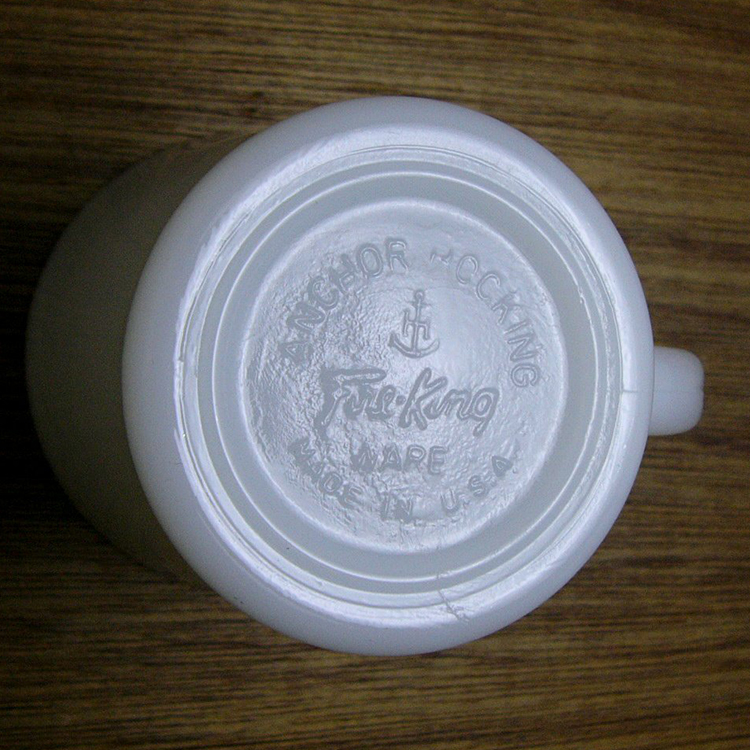 ANCHOR HOCKING
Fire-King
WARE
MADE IN U.S.A.